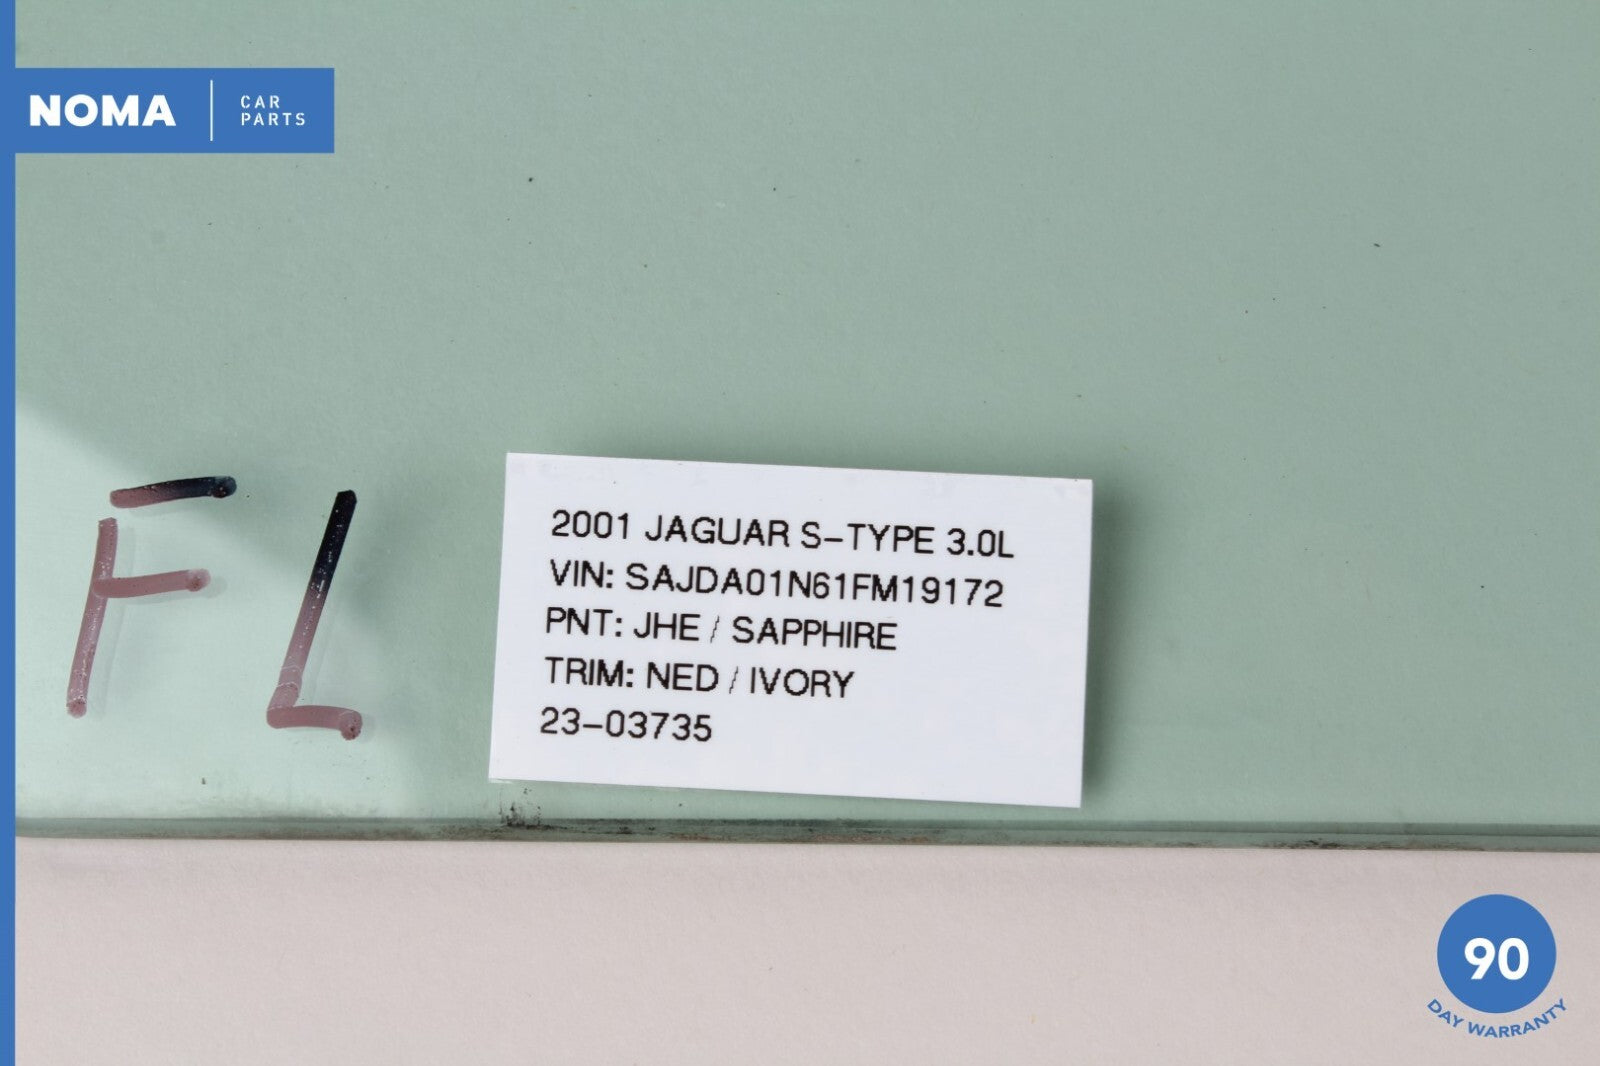 NOMA
CAR
PARTS
FL
2001 JAGUAR S-TYPE 3.0L
VIN: SAJDA01N61FM19172
PNT: JHE / SAPPHIRE
TRIM: NED / IVORY
23-03735
90
DAY WARRANTY